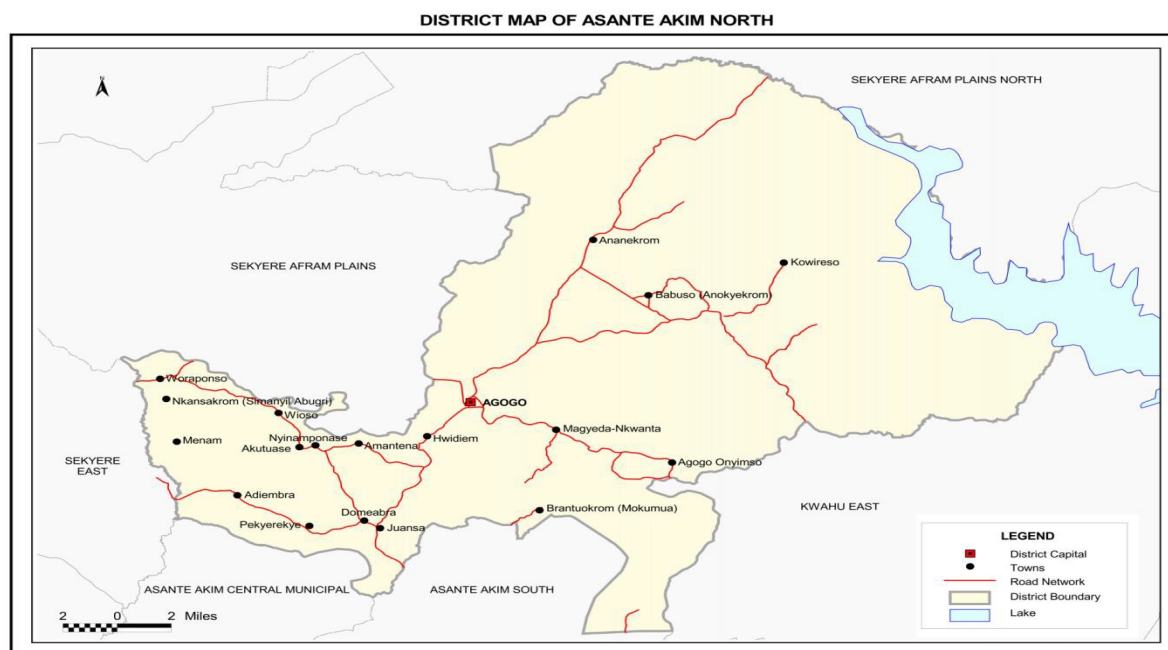 DISTRICT MAP OF ASANTE AKIM NORTH
N
SEKYERE AFRAM PLAINS NORTH
Ananekrom
SEKYERE AFRAM PLAINS
Kowireso
Babuso (Anokyekrom)
Woraponso
Nkansakrom (Simanyil Abugri)
AGOGO
Wioso
Magyeda-Nkwanta
Menam
Nyinamponase
Akutuase
Amantena
Hwidiem
SEKYERE
EAST
Agogo Onyimso
Adiembra
Domeabra
Brantuokrom (Mokumua)
KWAHU EAST
Pekyerekye
Juansa
ASANTE AKIM CENTRAL MUNICIPAL
ASANTE AKIM SOUTH
2 0 2 Miles
LEGEND
District Capital
Towns
Road Network
District Boundary
Lake